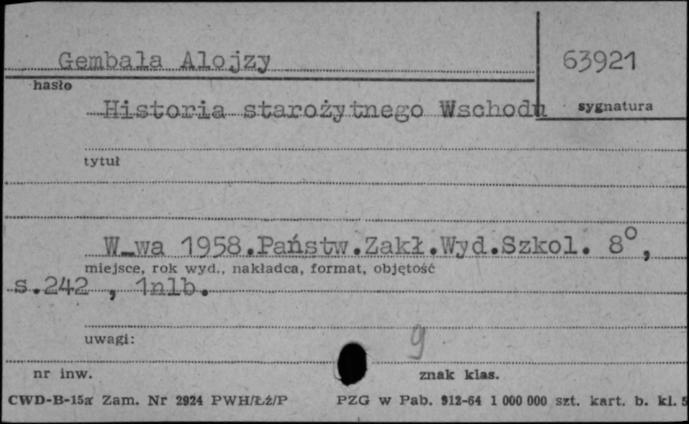 Gembala Alojzy
63921
hasło
Historia starożytnego Wschodu
sygnatura
tytuł
W-wa 1958.Państw.Zakł.Wyd.Szkol. 8°,
miejsce, rok wyd., nakładca, format, objętość
s.242 , 1nlb.
uwagi:
9
nr inw.
znak klas.
CWD-B-15x Zam. Nr 2924 PWH/Łź/P PZG w Pab. 912-64 1 000 000 szt. kart. b. kl. 5